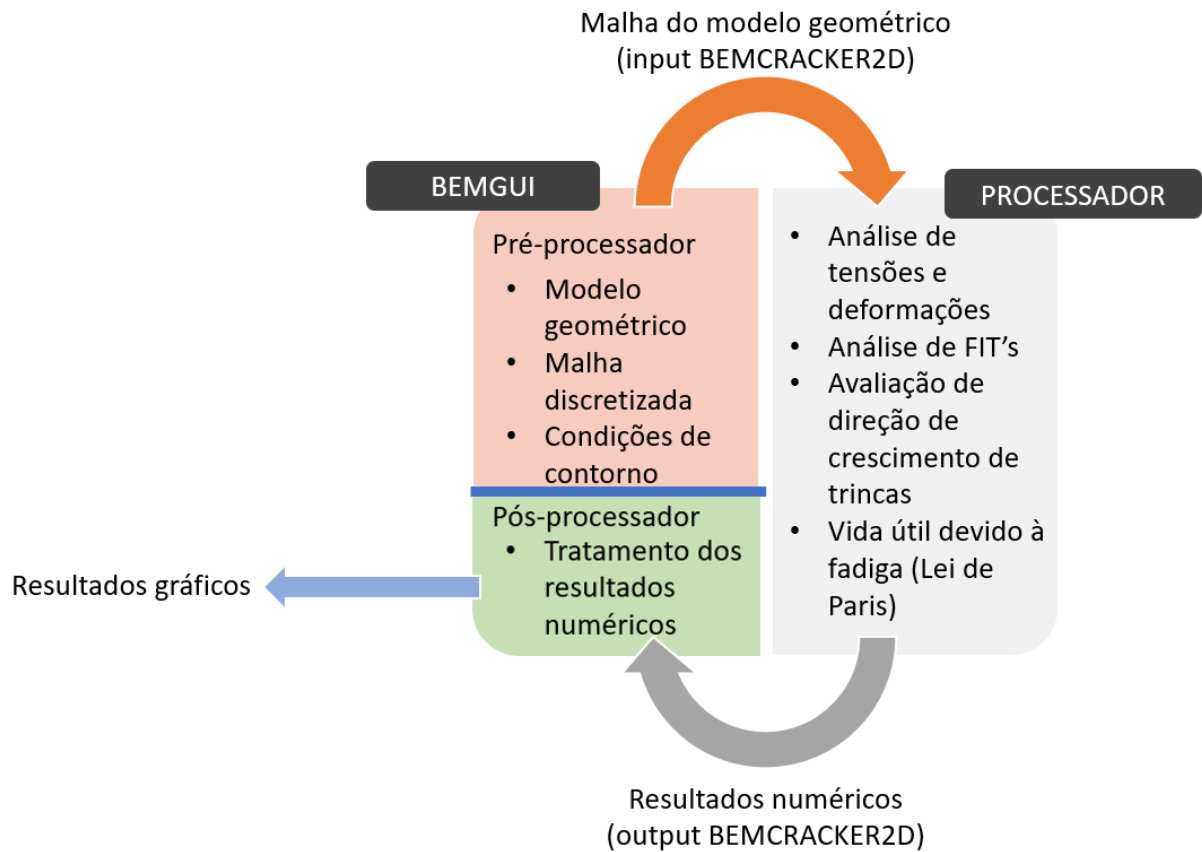 Malha do modelo geométrico
(input BEMCRACKER2D)
BEMGUI
Pré-processador
• Modelo
geométrico
• Malha
discretizada
• Condições de
contorno
Pós-processador
• Tratamento dos
resultados
numéricos
Resultados gráficos
PROCESSADOR
• Análise de
tensões e
deformações
• Análise de FIT’s
• Avaliação de
direção de
crescimento de
trincas
• Vida útil devido à
fadiga (Lei de
Paris)
Resultados numéricos
(output BEMCRACKER2D)